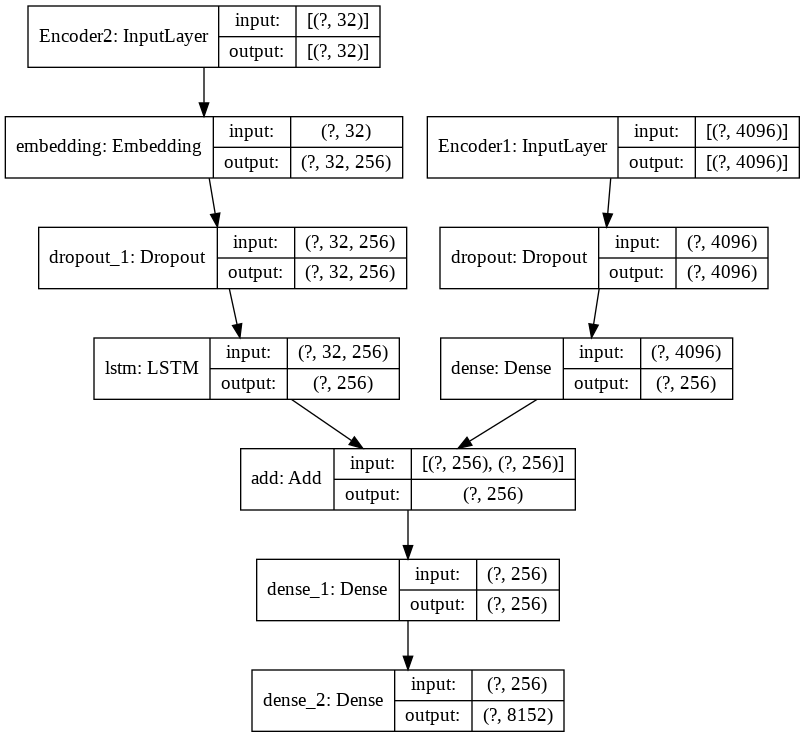 Encoder2: InputLayer
input: [(?, 32)]
output: [(?, 32)]
embedding: Embedding
input: (?, 32)
output: (?, 32, 256)
Encoder1: InputLayer
input: [(?, 4096)]
output: [(?, 4096)]
dropout_1: Dropout
input: (?, 32, 256)
output: (?, 32, 256)
dropout: Dropout
input: (?, 4096)
output: (?, 4096)
lstm: LSTM
input: (?, 32, 256)
output: (?, 256)
dense: Dense
input: (?, 4096)
output: (?, 256)
add: Add
input: [(?, 256), (?, 256)]
output: (?, 256)
dense_1: Dense
input: (?, 256)
output: (?, 256)
dense_2: Dense
input: (?, 256)
output: (?, 8152)